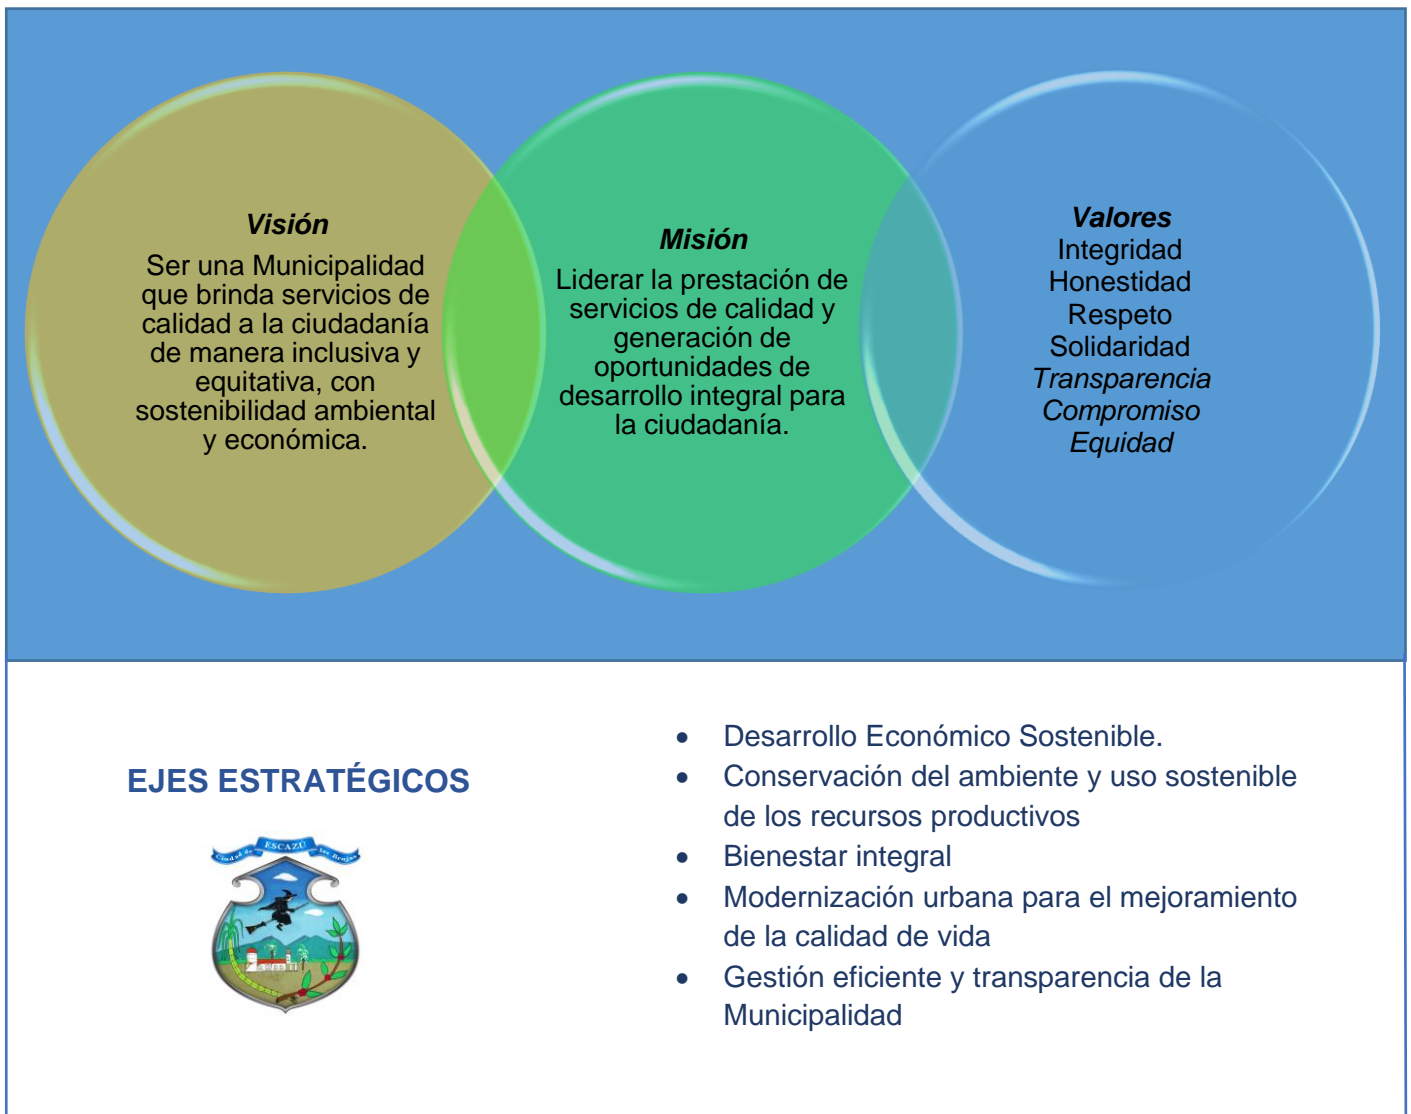 Visión
Ser una Municipalidad
que brinda servicios de
calidad a la ciudadanía
de manera inclusiva y
equitativa, con
sostenibilidad ambiental
y económica.
Misión
Liderar la prestación de
servicios de calidad y
generación de
oportunidades de
desarrollo integral para
la ciudadanía.
Valores
Integridad
Honestidad
Respeto
Solidaridad
Transparencia
Compromiso
Equidad
EJES ESTRATÉGICOS
Ciudad de ESCAZÚ las Brujas
• Desarrollo Económico Sostenible.
• Conservación del ambiente y uso sostenible
de los recursos productivos
• Bienestar integral
• Modernización urbana para el mejoramiento
de la calidad de vida
• Gestión eficiente y transparencia de la
Municipalidad